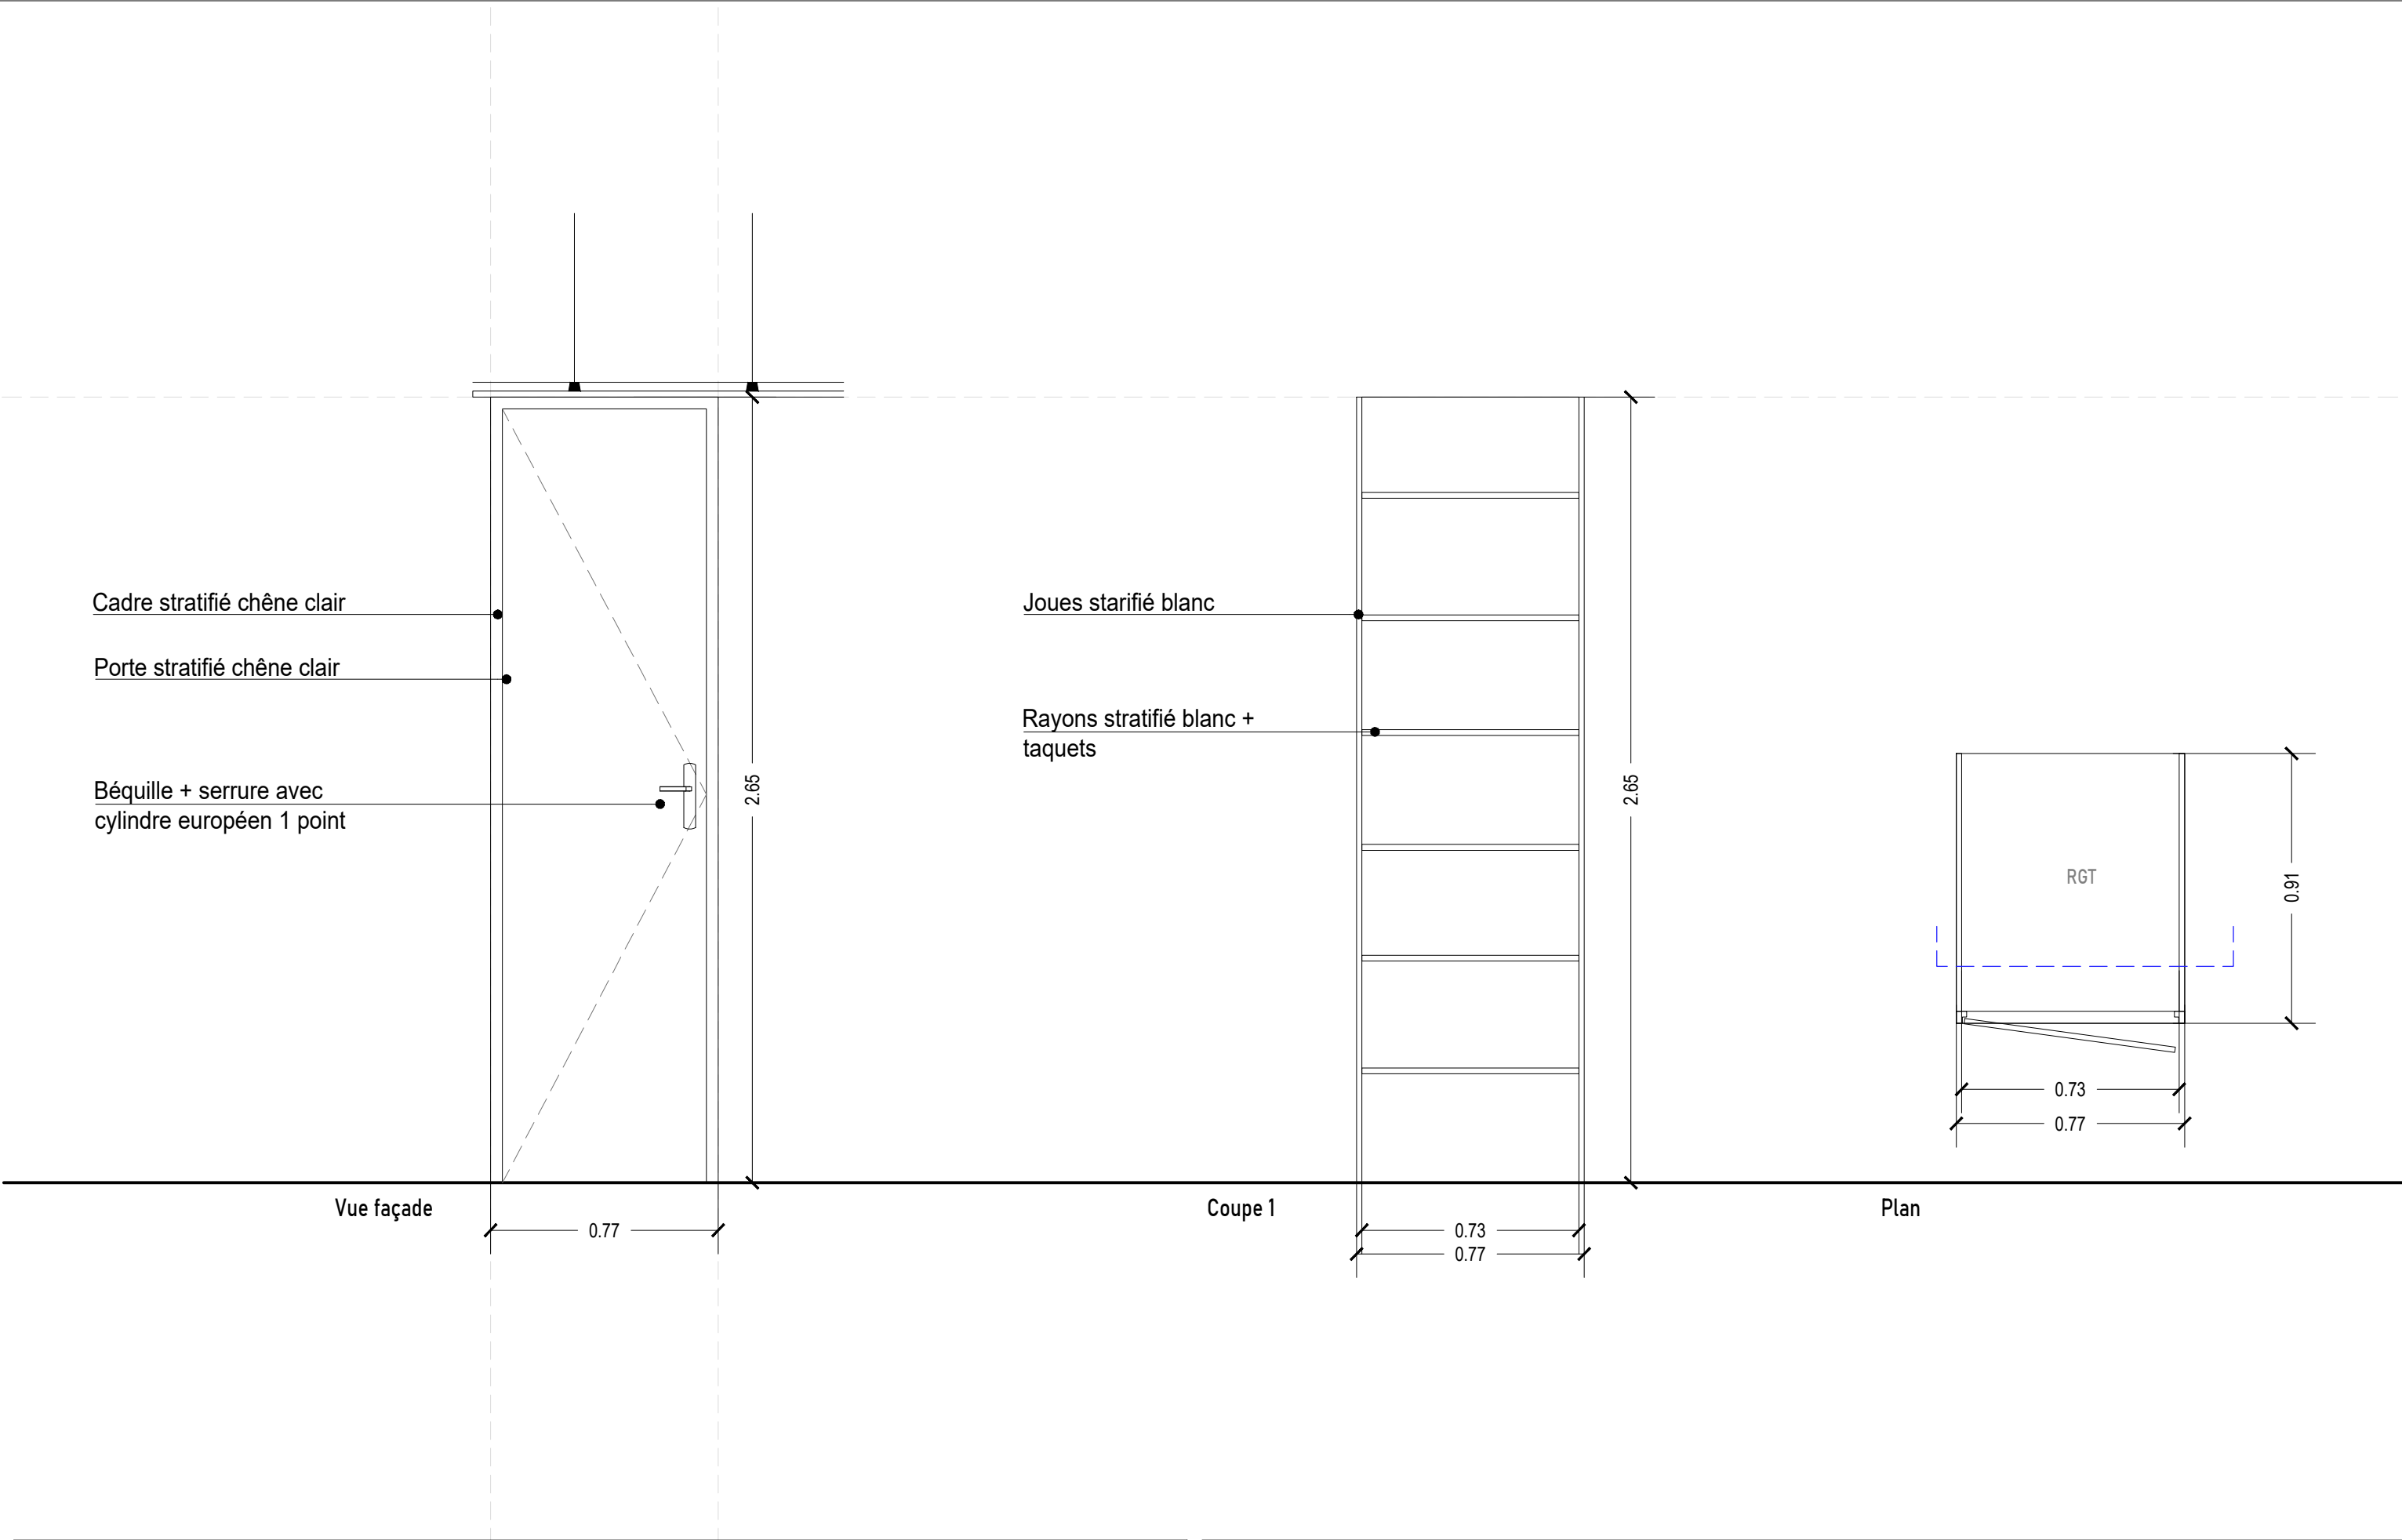 Cadre stratifié chêne clair
Porte stratifié chêne clair
Béquille + serrure avec
cylindre européen 1 point
2.65
Vue façade
0.77
Joues starifié blanc
Rayons stratifié blanc +
taquets
2.65
Coupe 1
0.73
0.77
RGT
0.91
0.73
0.77
Plan